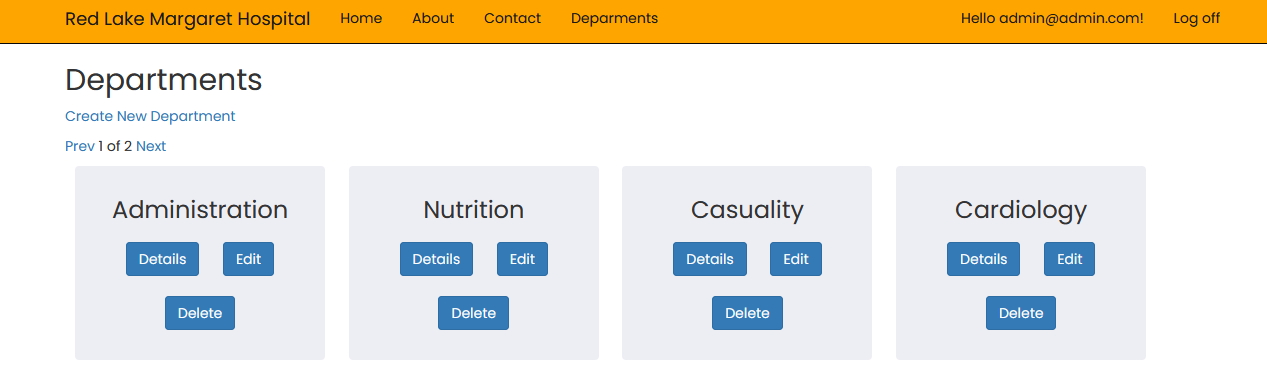 Red Lake Margaret Hospital Home About Contact Deparments Hello admin@admin.com! Log off
Departments
Create New Department
Prev 1 of 2 Next
Administration Nutrition Casuality Cardiology
Details Edit Details Edit Details Edit Details Edit
Delete Delete Delete Delete